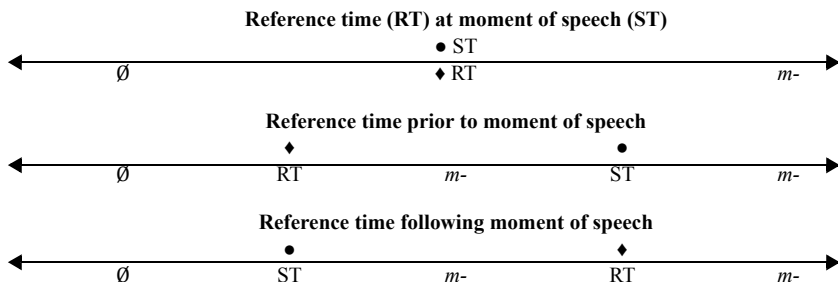 Reference time (RT) at moment of speech (ST)
● ST
Ø ♦ RT m-
Reference time prior to moment of speech
♦ ●
Ø RT m- ST m-
Reference time following moment of speech
● ♦
Ø ST m- RT m-